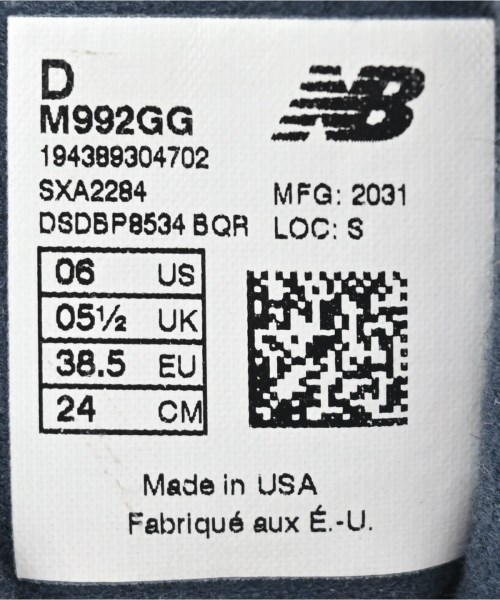 D
NB
M992GG
194389304702
SXA2284
MFG: 2031
DSDBP8534 BQR
LOC: S
06 US
05½ UK
38.5 EU
24 CM
Made in USA
Fabriqué aux É.-U.